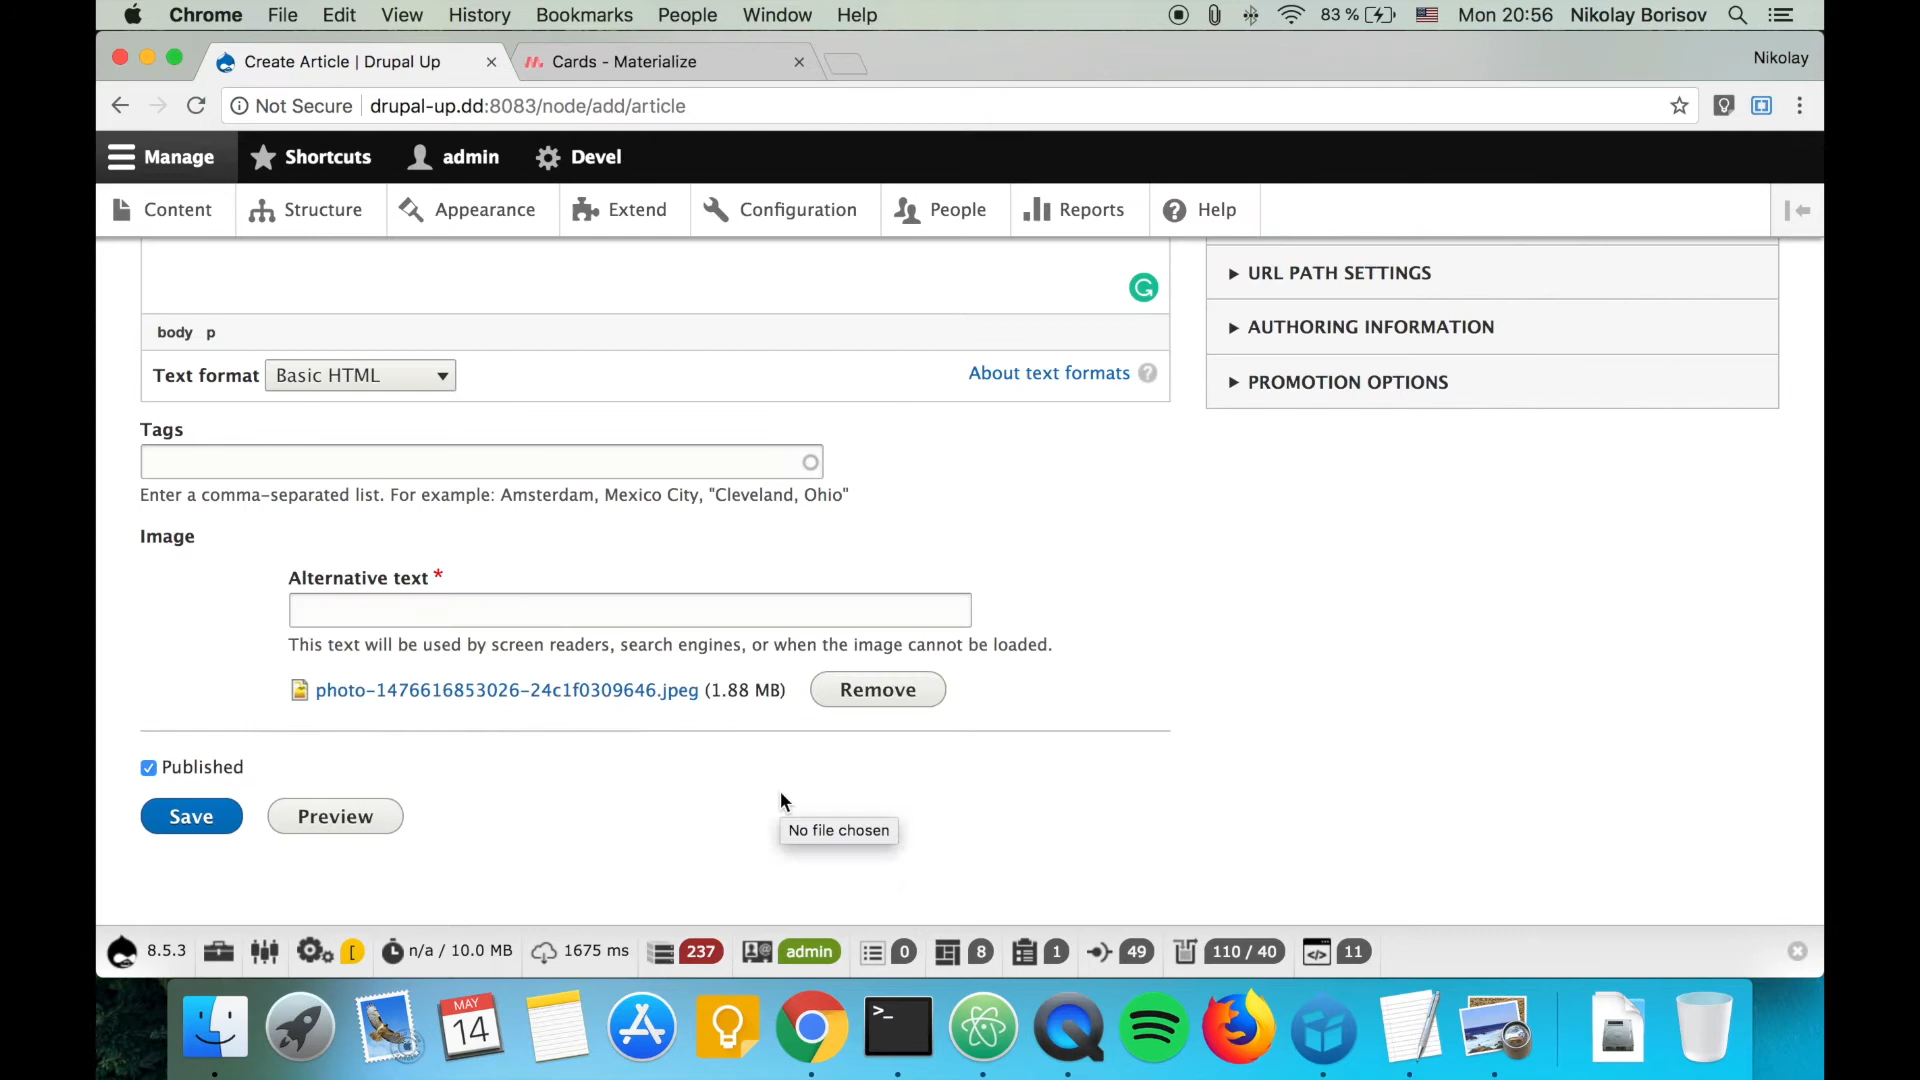 Chrome File Edit View History Bookmarks People Window Help 83 % Mon 20:56 Nikolay Borisov
Create Article | Drupal Up Cards - Materialize Nikolay
Not Secure drupal-up.dd:8083/node/add/article
Manage Shortcuts admin Devel
Content Structure Appearance Extend Configuration People Reports Help
URL PATH SETTINGS
body p
AUTHORING INFORMATION
Text format Basic HTML About text formats ?
PROMOTION OPTIONS
Tags
Enter a comma-separated list. For example: Amsterdam, Mexico City, "Cleveland, Ohio"
Image
Alternative text *
This text will be used by screen readers, search engines, or when the image cannot be loaded.
photo-1476616853026-24c1f0309646.jpeg (1.88 MB) Remove
Published
Save Preview
No file chosen
8.5.3 [ n/a / 10.0 MB 1675 ms 237 admin 0 8 1 49 110 / 40 11
MAY
14